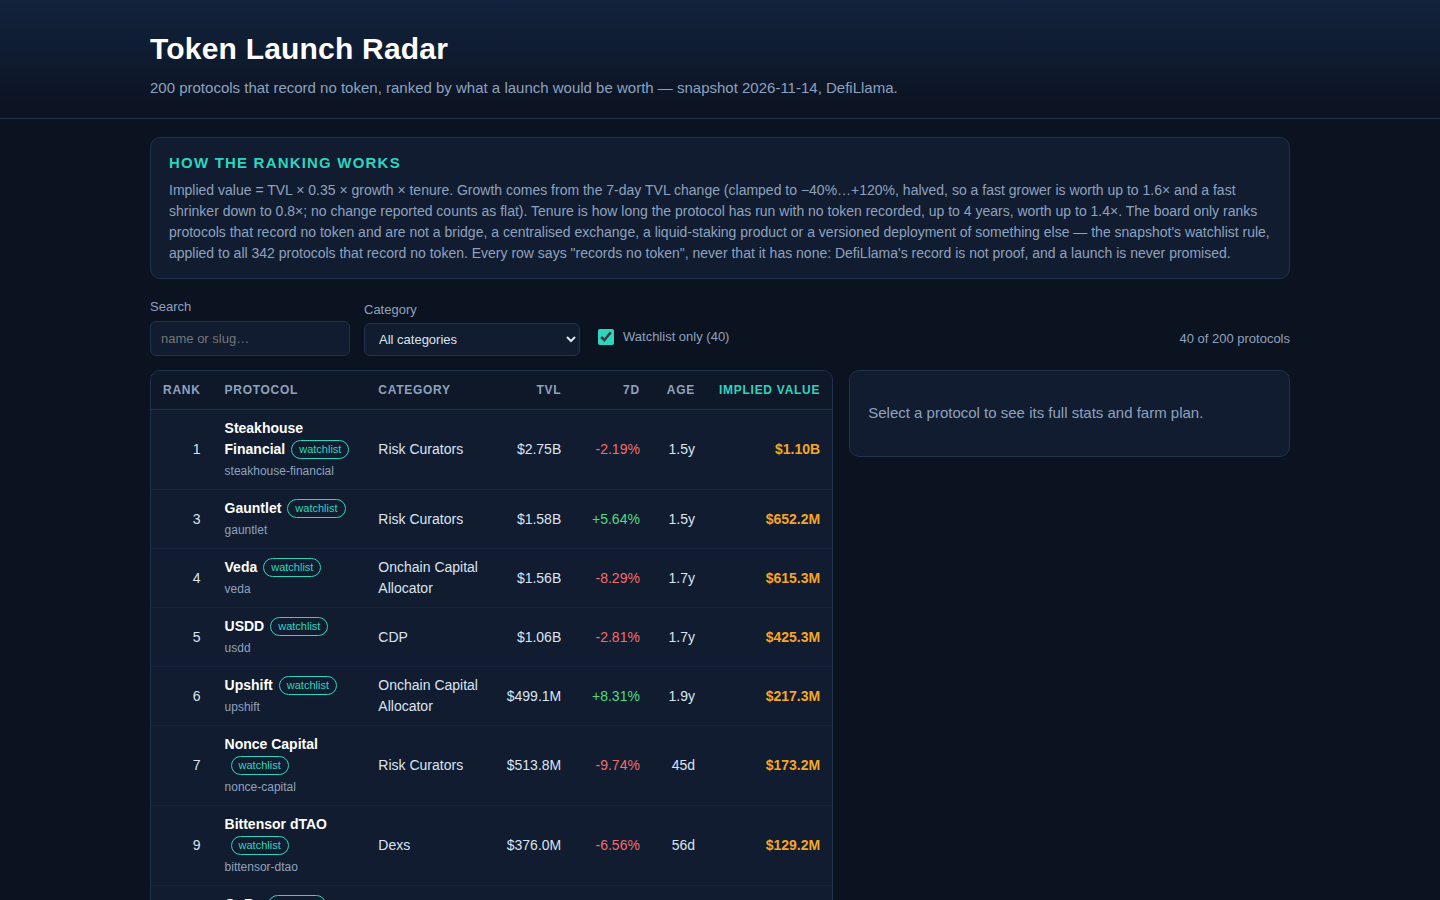 Token Launch Radar
200 protocols that record no token, ranked by what a launch would be worth — snapshot 2026-11-14, DefiLlama.
HOW THE RANKING WORKS
Implied value = TVL × 0.35 × growth × tenure. Growth comes from the 7-day TVL change (clamped to −40%…+120%, halved, so a fast grower is worth up to 1.6× and a fast
shrinker down to 0.8×; no change reported counts as flat). Tenure is how long the protocol has run with no token recorded, up to 4 years, worth up to 1.4×. The board only ranks
protocols that record no token and are not a bridge, a centralised exchange, a liquid-staking product or a versioned deployment of something else — the snapshot's watchlist rule,
applied to all 342 protocols that record no token. Every row says "records no token", never that it has none: DefiLlama's record is not proof, and a launch is never promised.
Search
Category
name or slug…
All categories
Watchlist only (40)
40 of 200 protocols
RANK PROTOCOL CATEGORY TVL 7D AGE IMPLIED VALUE
Select a protocol to see its full stats and farm plan.
Steakhouse
1 Financial watchlist Risk Curators $2.75B -2.19% 1.5y $1.10B
steakhouse-financial
Gauntlet watchlist
3 Risk Curators $1.58B +5.64% 1.5y $652.2M
gauntlet
Veda watchlist Onchain Capital
4 $1.56B -8.29% 1.7y $615.3M
veda Allocator
USDD watchlist
5 CDP $1.06B -2.81% 1.7y $425.3M
usdd
Upshift watchlist Onchain Capital
6 $499.1M +8.31% 1.9y $217.3M
upshift Allocator
Nonce Capital
7 watchlist Risk Curators $513.8M -9.74% 45d $173.2M
nonce-capital
Bittensor dTAO
9 watchlist Dexs $376.0M -6.56% 56d $129.2M
bittensor-dtao